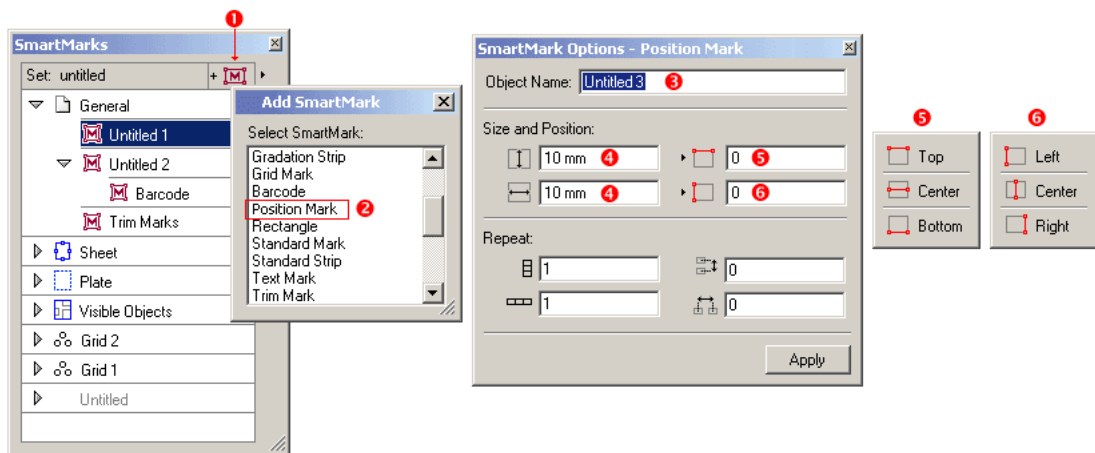 1
SmartMarks
Set: untitled
+
General
Untitled 1
Untitled 2
Barcode
Trim Marks
Sheet
Plate
Visible Objects
Grid 2
Grid 1
Untitled
Add SmartMark
Select SmartMark:
Gradation Strip
Grid Mark
Barcode
Position Mark 2
Rectangle
Standard Mark
Standard Strip
Text Mark
Trim Mark
SmartMark Options - Position Mark
Object Name: Untitled 3 3
Size and Position:
10 mm 4 0 5
10 mm 4 0 6
Repeat:
1 0
1 0
Apply
5
Top
Center
Bottom
6
Left
Center
Right